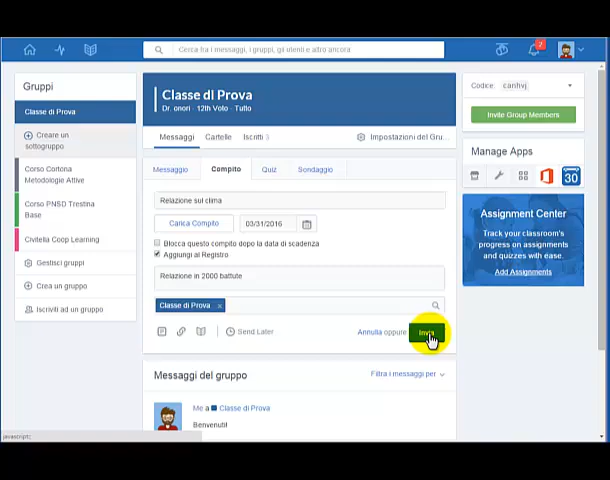 Cerca ha i messaggi, i gruppi, gli utenti e altro ancora
2
Gruppi
Classe di Prova
Creare un
sottogruppo
Corso Cortona
Metodologie Attive
Corso PNSD Trestina
Base
Civitella Coop Learning
Gestisci gruppi
Crea un gruppo
Iscriviti ad un gruppo
Classe di Prova
Dr. onori · 12th Voto · Tutto
Messaggi
Cartelle
Iscritti 3
Impostazioni del Gru...
Messaggio
Compito
Quiz
Sondaggio
Relazione sul clima
Carica Compito
03/31/2016
Blocca questo compito dopo la data di scadenza
Aggiungi al Registro
Relazione in 2000 battute
Classe di Prova ×
Send Later
Annulla oppure
Invia
Messaggi del gruppo
Filtra i messaggi per
Me a Classe di Prova
Benvenuti!
Codice: canhvj
Invite Group Members
Manage Apps
30
Assignment Center
Track your classroom's
progress on assignments
and quizzes with ease.
Add Assignments
javascript:;